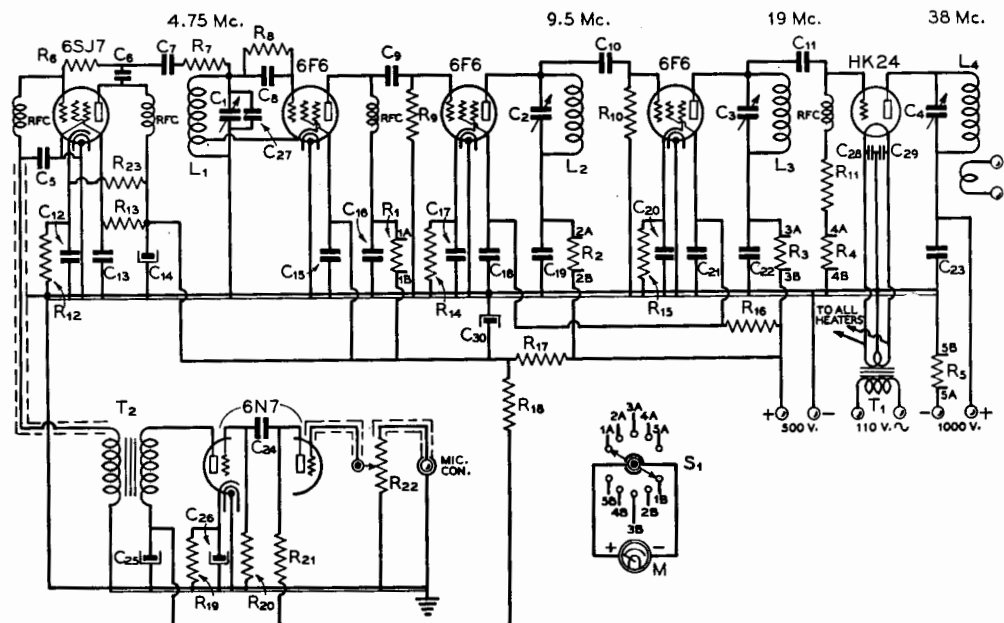 4.75 Mc. 9.5 Mc. 19 Mc. 38 Mc.
6SJ7 C6 C7 R7 R8 C9 C10 C11 HK24 L4
R6 6F6 6F6 6F6
RFC RFC C1 C8 RFC R9 C2 R10 C3 RFC C4
C5 R23 C27 L1 L2 L3 C28 C29
R11
C12 R13 C16 R1 1A C17 2A C20 3A 4A
C13 C14 C15 1B C18 C19 R2 C21 C22 R3 R4 C23
2B 3B 4B
R12 R14 R15 R16 TO ALL HEATERS
C30 R17 5B
R5
5A
T1
+ 500 V. − 110 V. ∿ − 1000 V. +
T2 6N7 R18
C24 MIC. CON.
R22
3A
2A 4A
1A 5A
S1
5B 1B
4B 2B
3B
+ − M
C25 C26 R21
R19 R20